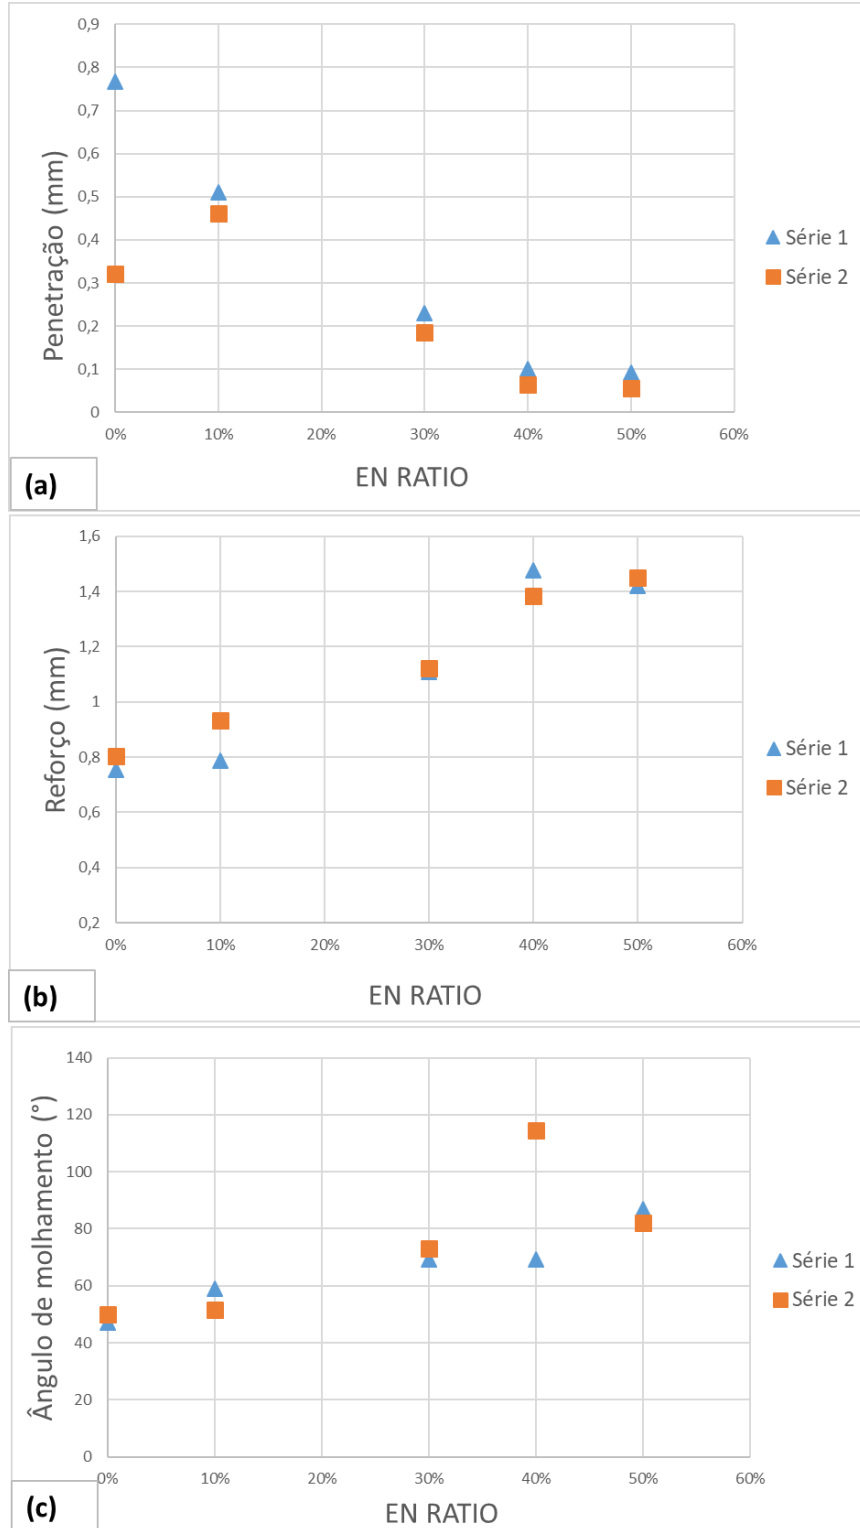 0,9
0,8
0,7
0,6
0,5
0,4
0,3
0,2
0,1
0
Penetração (mm)
0% 10% 20% 30% 40% 50% 60%
EN RATIO
Série 1
Série 2
(a)
1,6
1,4
1,2
1
0,8
0,6
0,4
0,2
Reforço (mm)
0% 10% 20% 30% 40% 50% 60%
EN RATIO
Série 1
Série 2
(b)
140
120
100
80
60
40
20
0
Ângulo de molhamento (°)
0% 10% 20% 30% 40% 50% 60%
EN RATIO
Série 1
Série 2
(c)